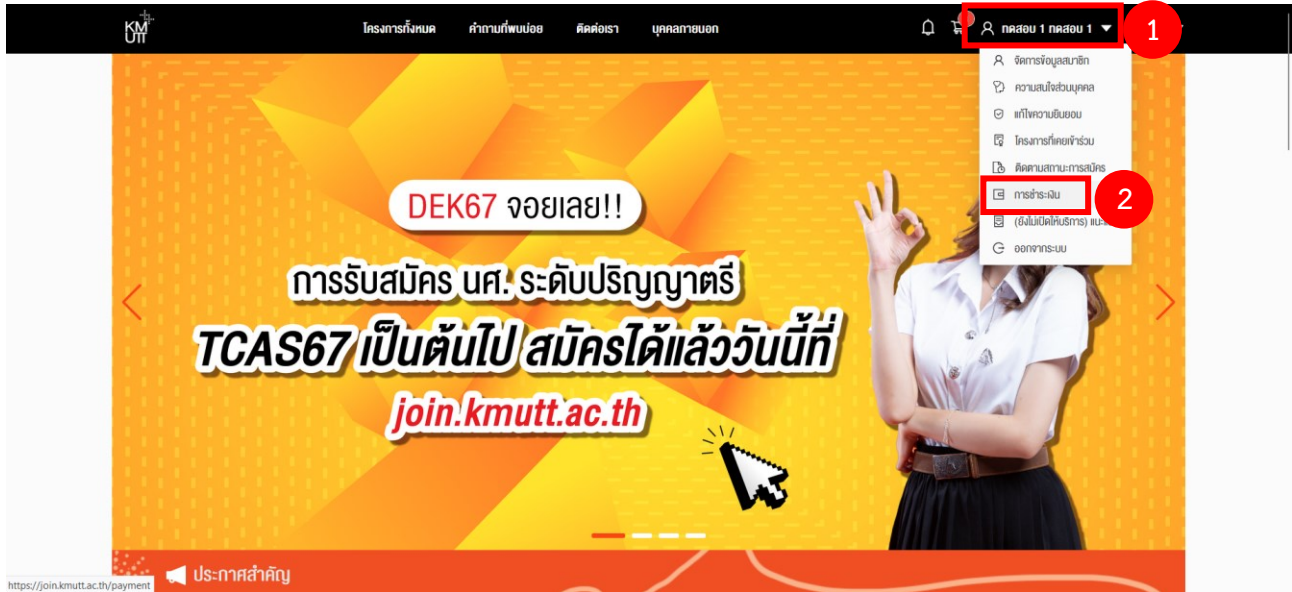 KM
UTT
โครงการทั้งหมด คำถามที่พบบ่อย ติดต่อเรา บุคคลภายนอก ทดสอบ 1 ทดสอบ 1 1
จัดการข้อมูลสมาชิก
ความสนใจส่วนบุคคล
แก้ไขความยินยอม
โครงการที่เคยเข้าร่วม
ติดตามสถานะการสมัคร
การชำระเงิน 2
(ยังไม่เปิดให้บริการ)
ออกจากระบบ
DEK67 จอยเลย!!
การรับสมัคร นศ. ระดับปริญญาตรี
TCAS67 เป็นต้นไป สมัครได้แล้ววันนี้ที่
join.kmutt.ac.th
ประกาศสำคัญ
https://join.kmutt.ac.th/payment